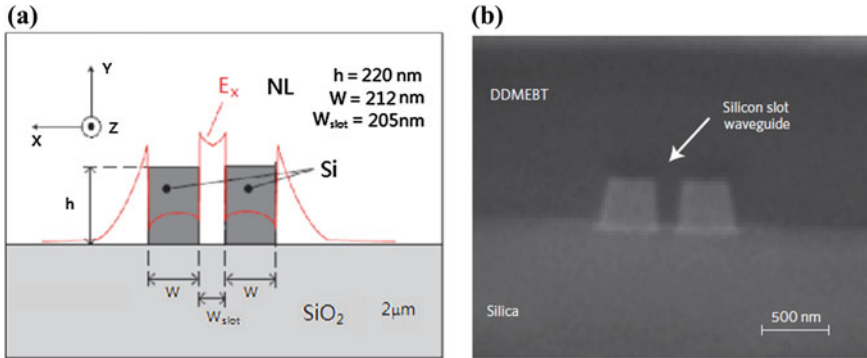 (a)
Y
X
Z
Ex
NL
h = 220 nm
W = 212 nm
Wslot = 205nm
Si
h
W
W
Wslot
SiO2
2μm
(b)
DDMEBT
Silicon slot
waveguide
Silica
500 nm